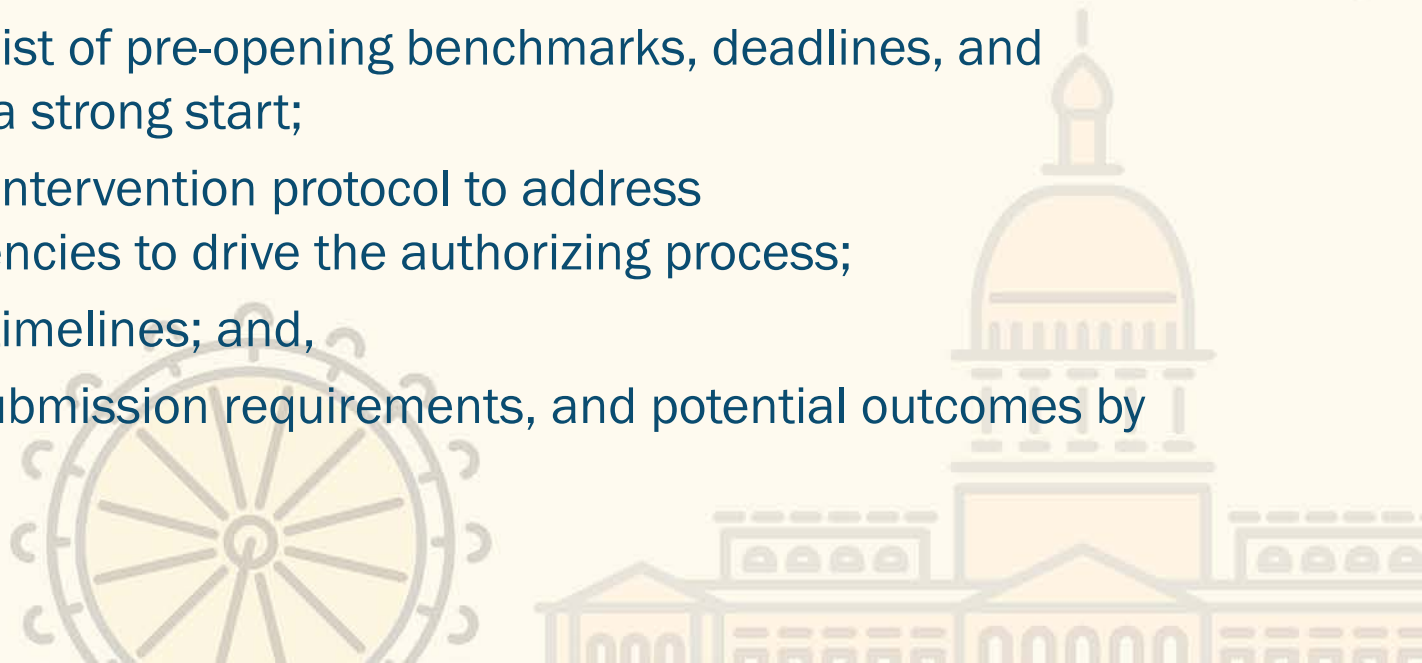 ist of pre-opening benchmarks, deadlines, and
a strong start;
ntervention protocol to address
encies to drive the authorizing process;
timelines; and,
ubmission requirements, and potential outcomes by